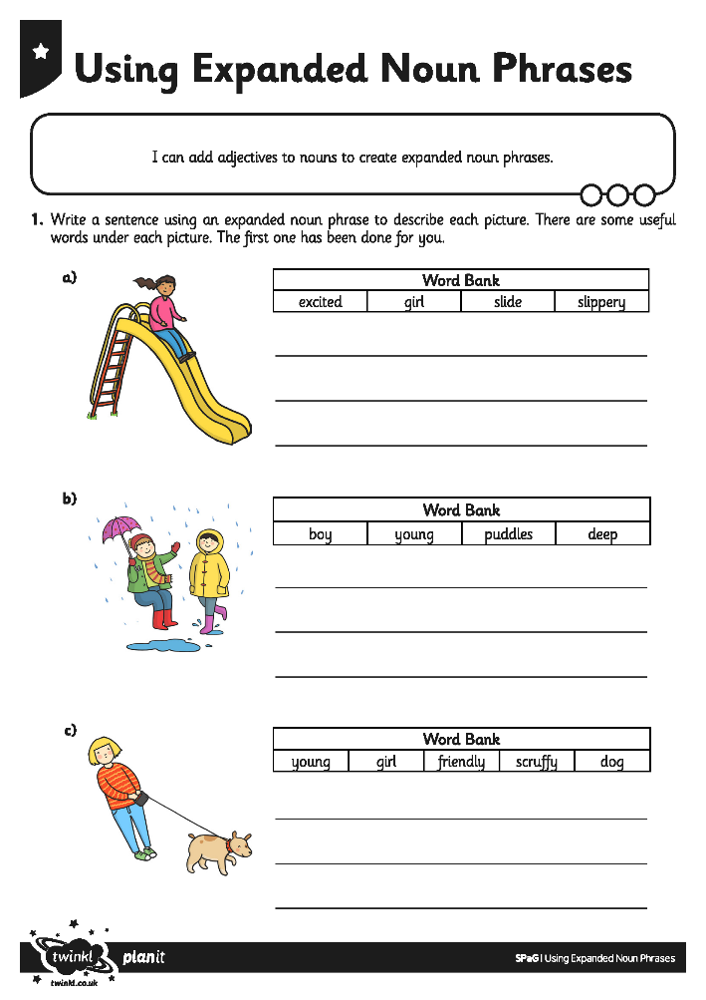 Using Expanded Noun Phrases
I can add adjectives to nouns to create expanded noun phrases.
1. Write a sentence using an expanded noun phrase to describe each picture. There are some useful
words under each picture. The first one has been done for you.
a)
Word Bank
excited girl slide slippery
b)
Word Bank
boy young puddles deep
c)
Word Bank
young girl friendly scruffy dog
twinkl planit
twinkl.co.uk
SPaG | Using Expanded Noun Phrases